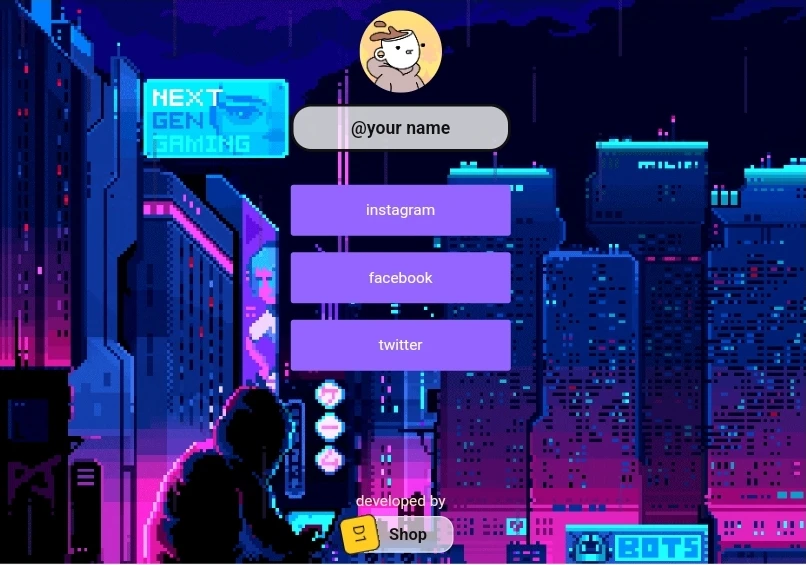 NEXT
GEN
GAMING
@your name
instagram
facebook
twitter
developed by
D1
Shop
BOTS